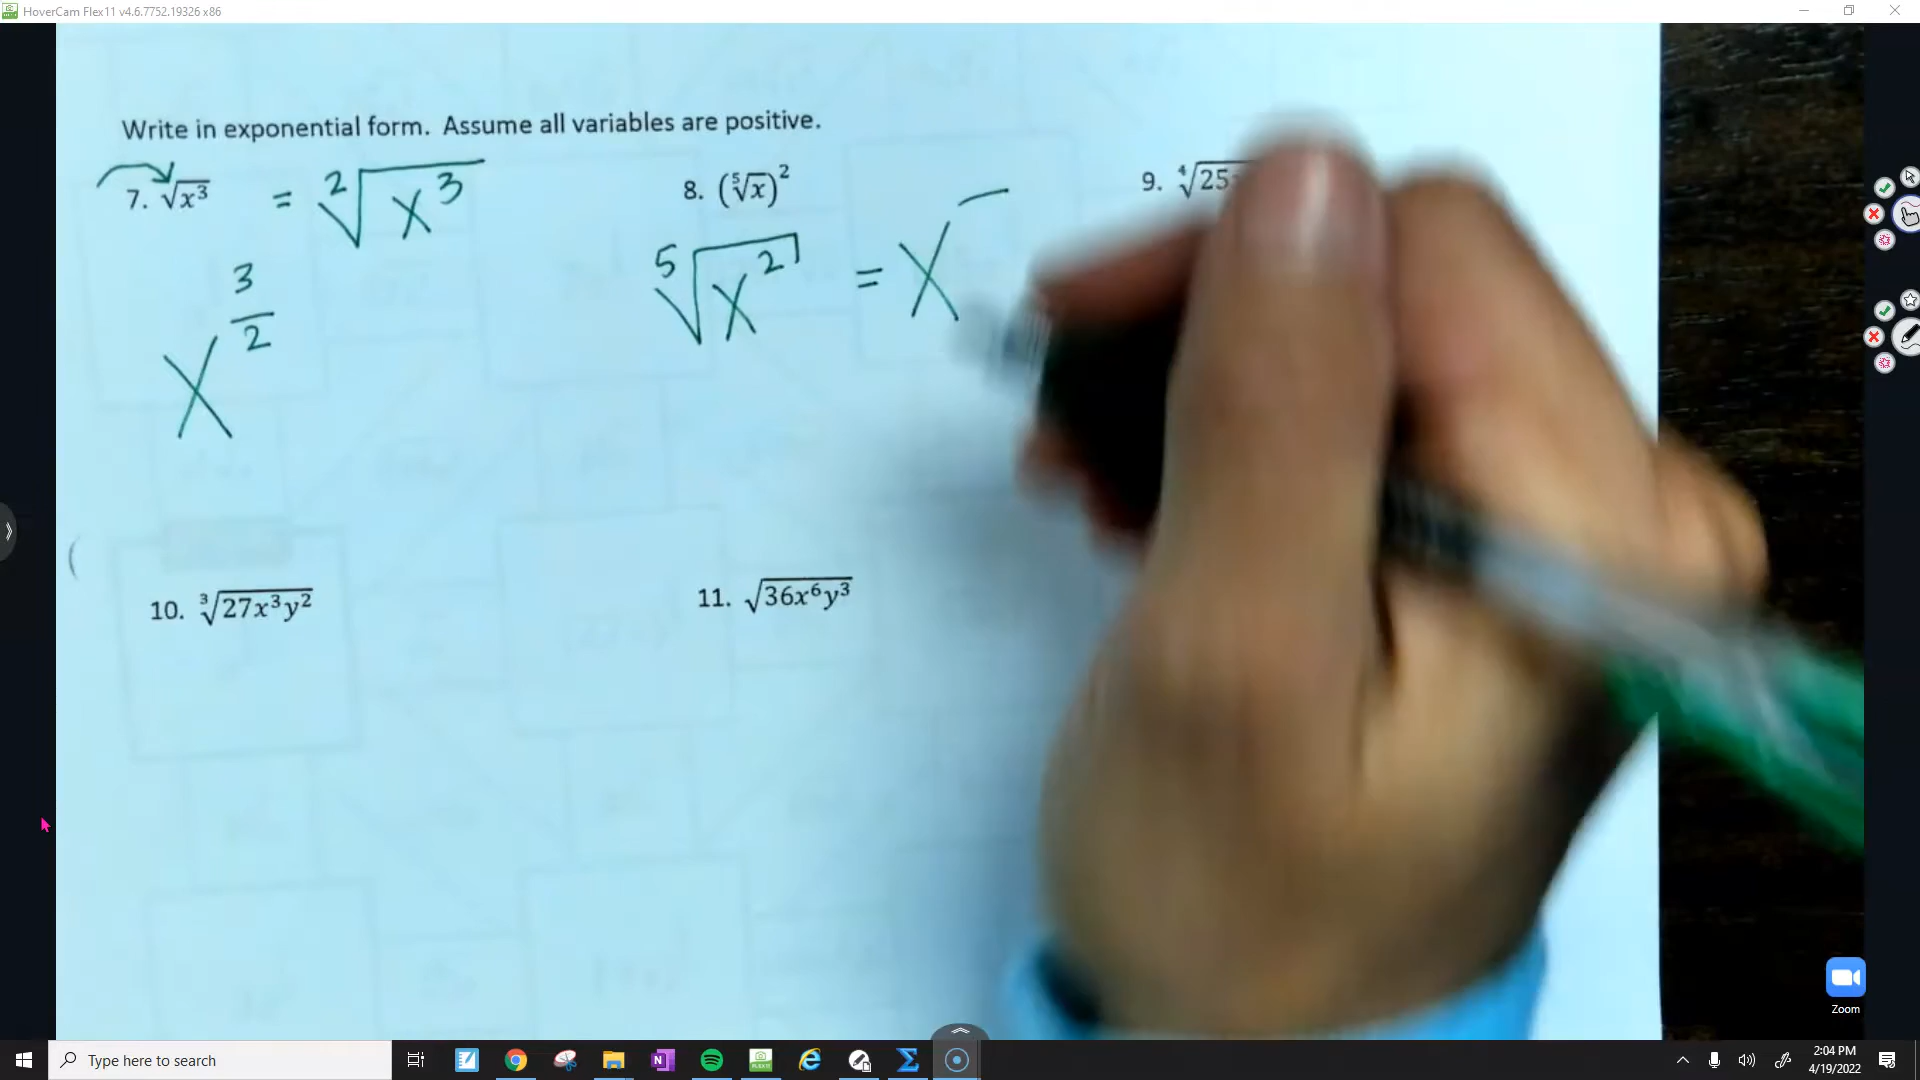 HoverCam Flex11 v4.6.7752.19326 x86
Write in exponential form. Assume all variables are positive.
7. √x³ = ²√x³
8. (⁵√x)²
9. ⁴√25
x^(3/2)
⁵√x² = x
10. ³√27x³y²
11. √36x⁶y³
Zoom
Type here to search
2:04 PM
4/19/2022